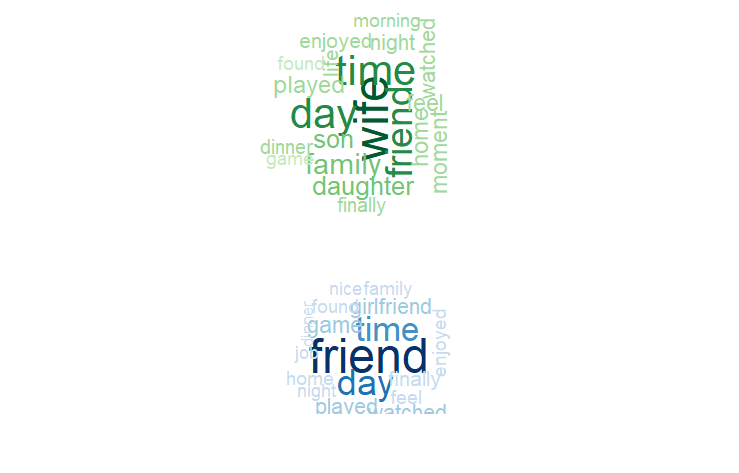 morning
enjoyed
night
watched
found
life
time
played
wife
feel
day
friend
home
moment
son
dinner
game
family
daughter
finally
nice
family
found
girlfriend
dinner
game
time
enjoyed
job
friend
home
day
finally
night
feel
played
watched